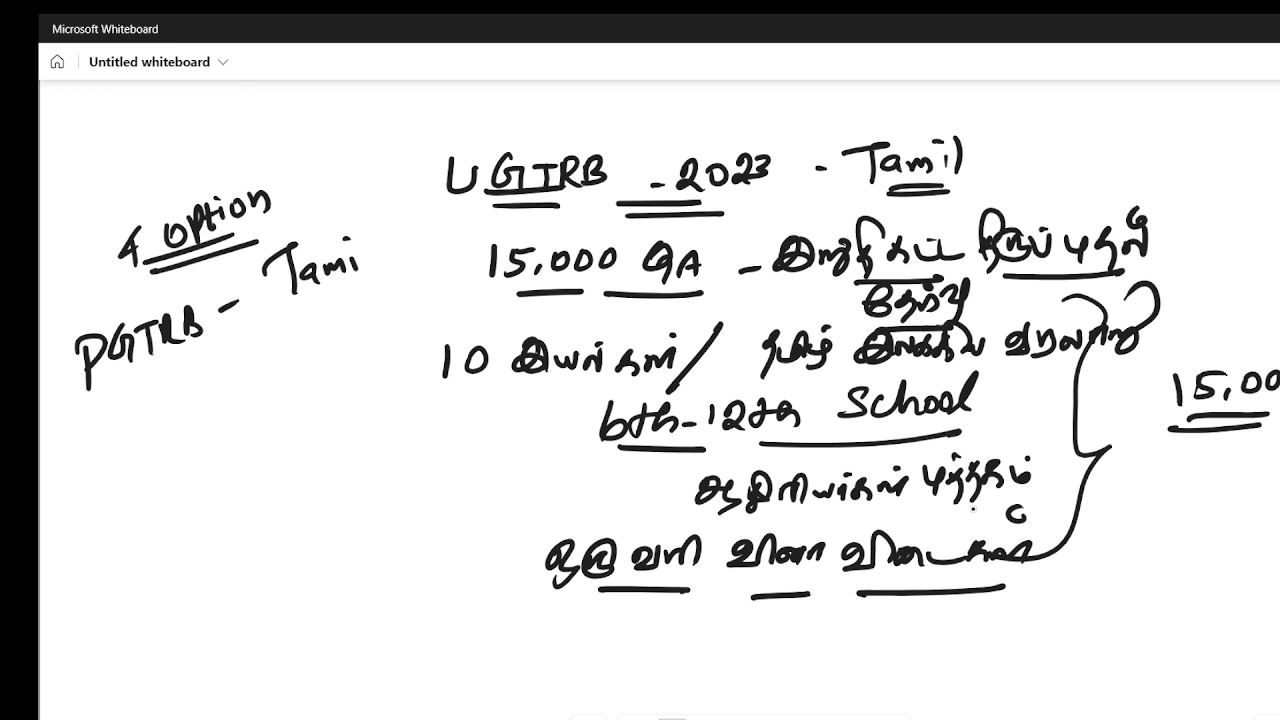 Microsoft Whiteboard
Untitled whiteboard
UGTRB - 2023 - Tamil
4 option
15,000 QA - இறுதிகட்ட திருப்புதல்
தேர்வு
PGTRB - Tami
10 இயல்கள் / தமிழ் இலக்கிய வரலாறு
15,00
6th-12th School
ஆசிரியர்கள் புத்தகம்
ஒரு வரி வினா விடைகள்